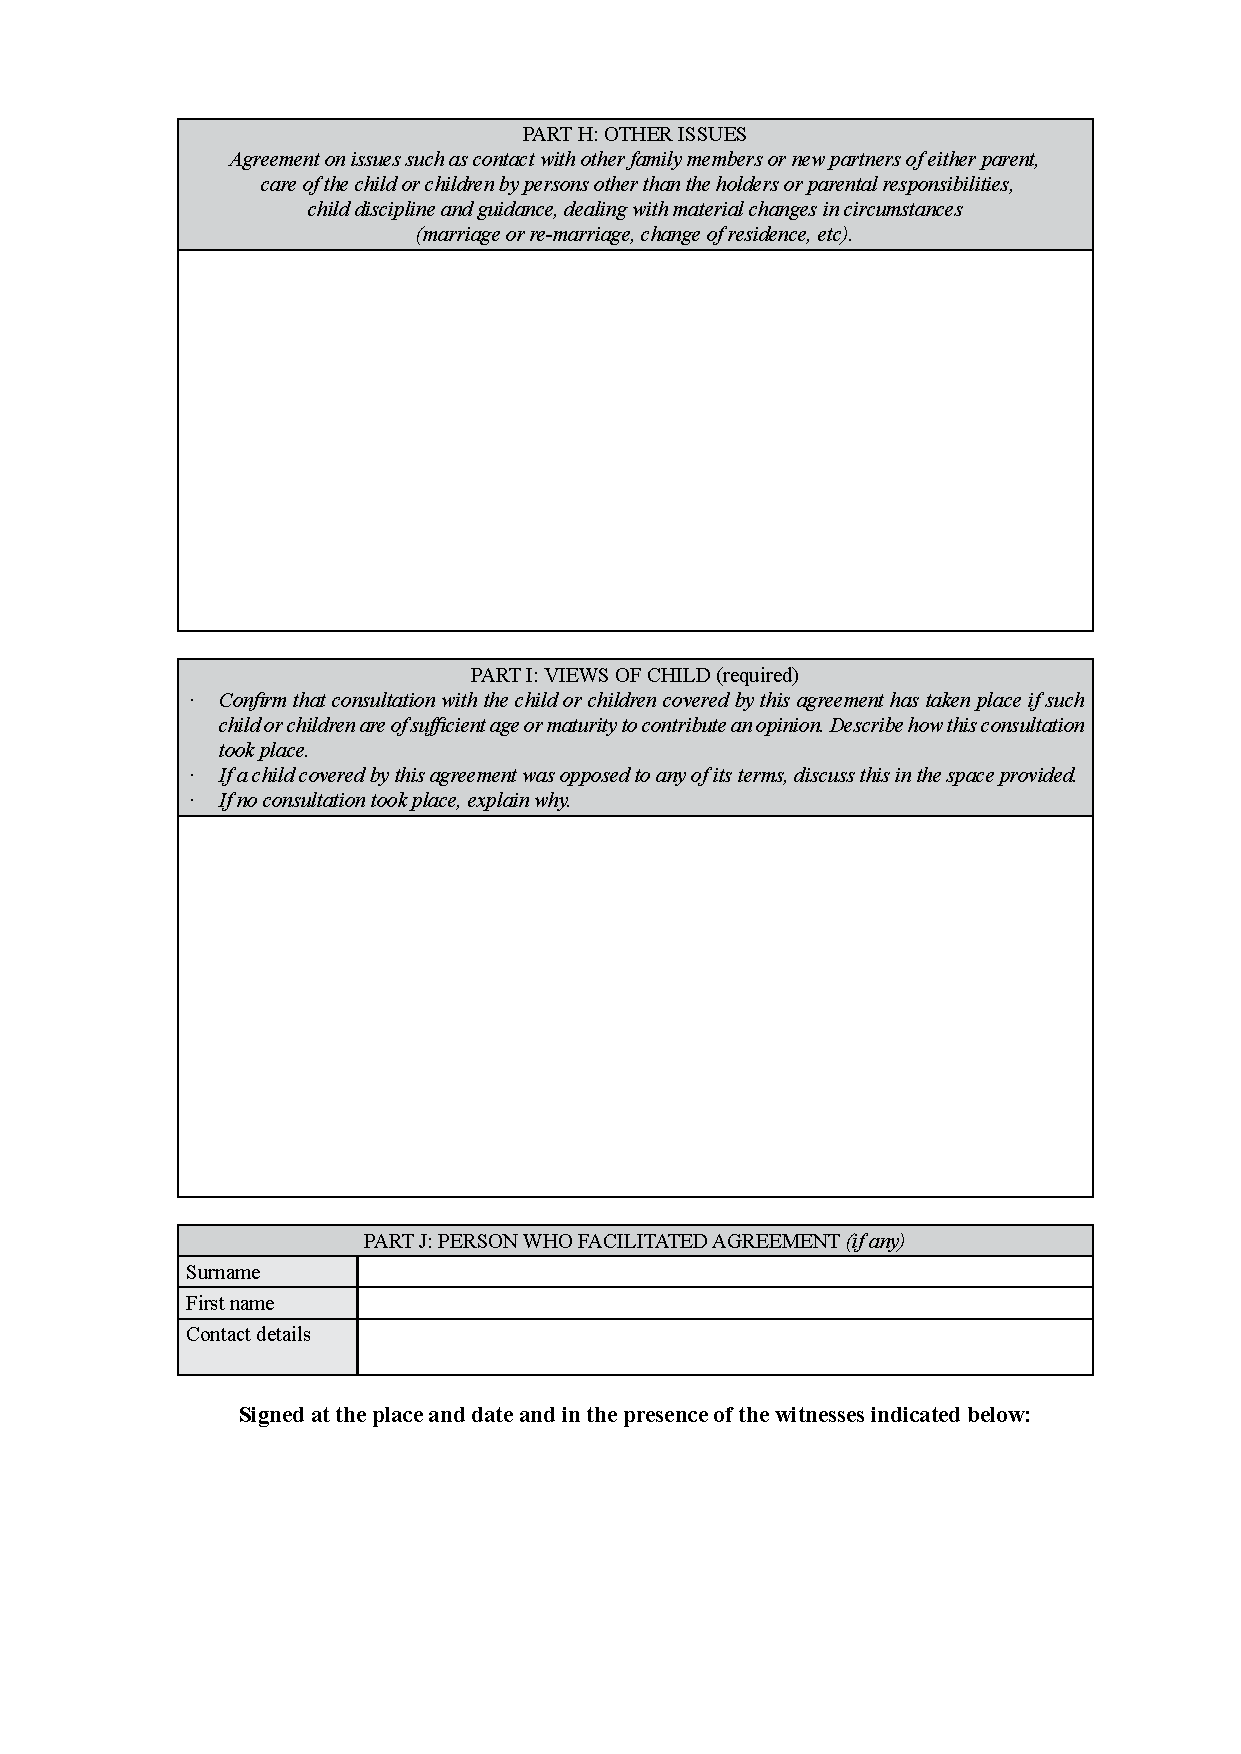 PART H: OTHER ISSUES
Agreement on issues such as contact with other family members or new partners of either parent,
care of the child or children by persons other than the holders or parental responsibilities,
child discipline and guidance, dealing with material changes in circumstances
(marriage or re-marriage, change of residence, etc).
PART I: VIEWS OF CHILD (required)
· Confirm that consultation with the child or children covered by this agreement has taken place if such
child or children are of sufficient age or maturity to contribute an opinion. Describe how this consultation
took place.
· If a child covered by this agreement was opposed to any of its terms, discuss this in the space provided.
· If no consultation took place, explain why.
PART J: PERSON WHO FACILITATED AGREEMENT (if any)
Surname
First name
Contact details
Signed at the place and date and in the presence of the witnesses indicated below: